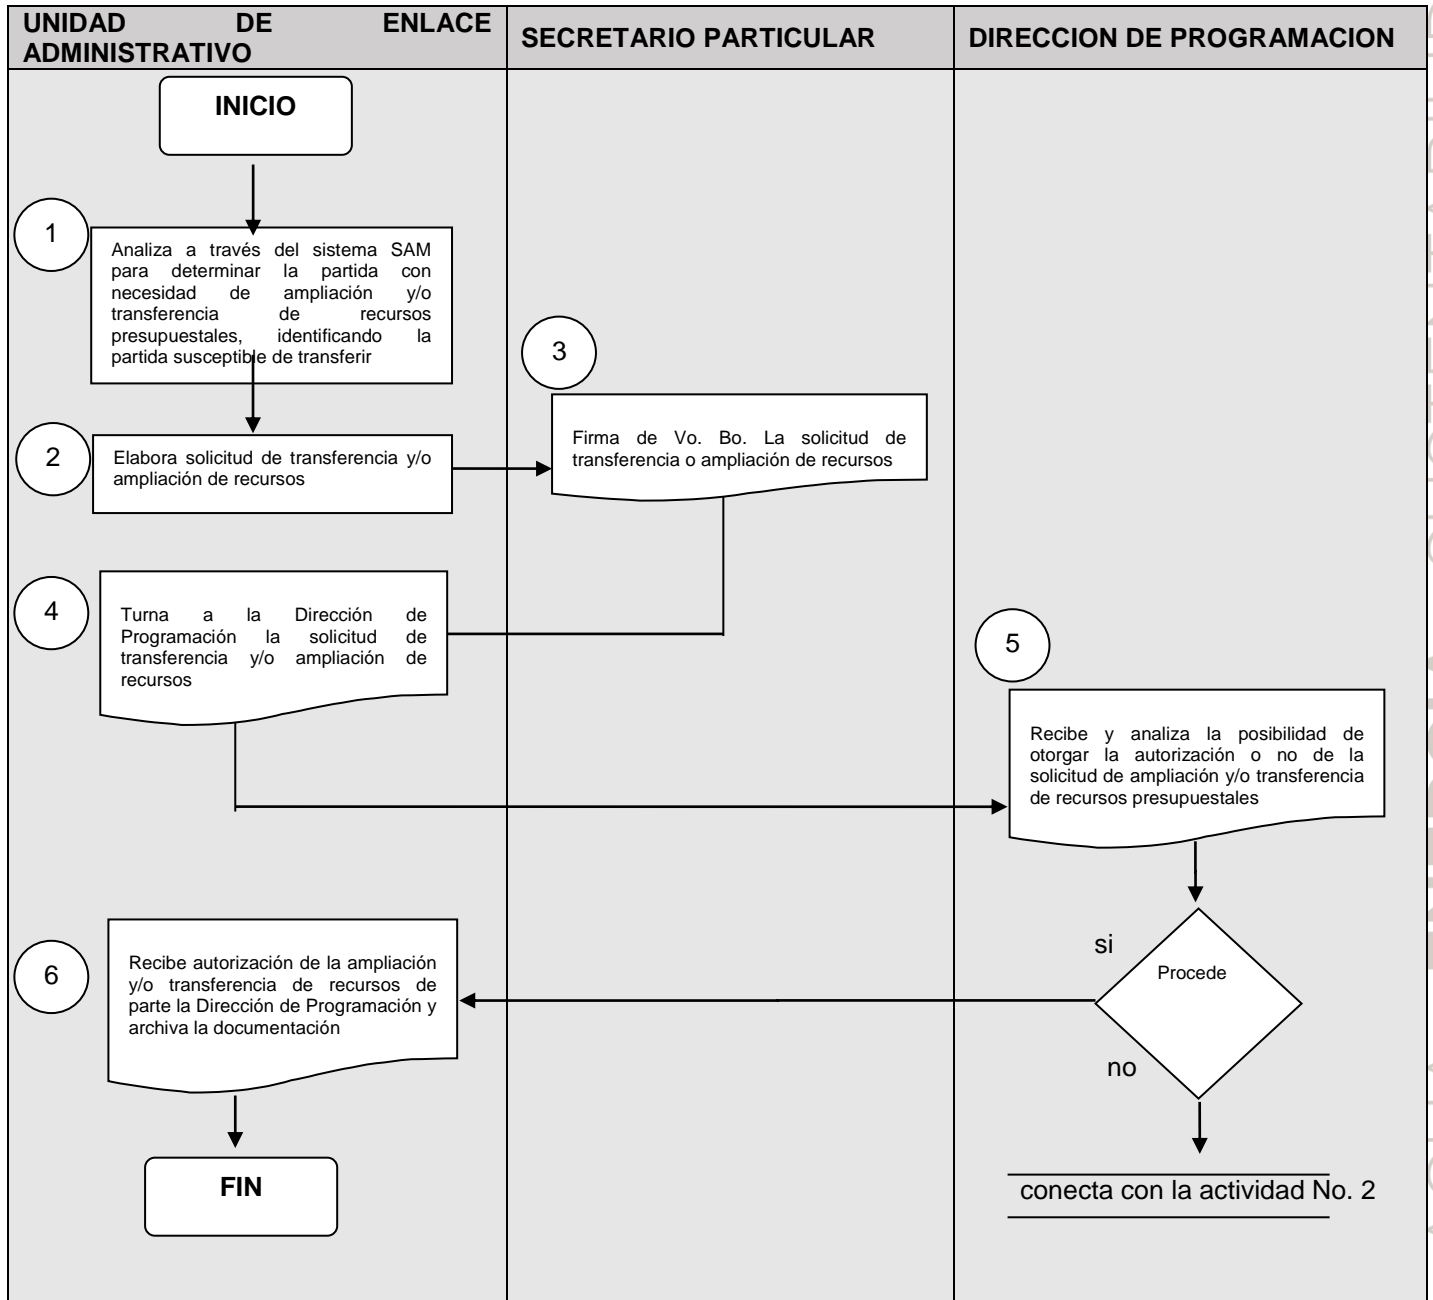 UNIDAD DE ENLACE
ADMINISTRATIVO
SECRETARIO PARTICULAR
DIRECCION DE PROGRAMACION
INICIO
1
Analiza a través del sistema SAM
para determinar la partida con
necesidad de ampliación y/o
transferencia de recursos
presupuestales, identificando la
partida susceptible de transferir
2
Elabora solicitud de transferencia y/o
ampliación de recursos
3
Firma de Vo. Bo. La solicitud de
transferencia o ampliación de recursos
4
Turna a la Dirección de
Programación la solicitud de
transferencia y/o ampliación de
recursos
5
Recibe y analiza la posibilidad de
otorgar la autorización o no de la
solicitud de ampliación y/o transferencia
de recursos presupuestales
si
Procede
no
conecta con la actividad No. 2
6
Recibe autorización de la ampliación
y/o transferencia de recursos de
parte la Dirección de Programación y
archiva la documentación
FIN